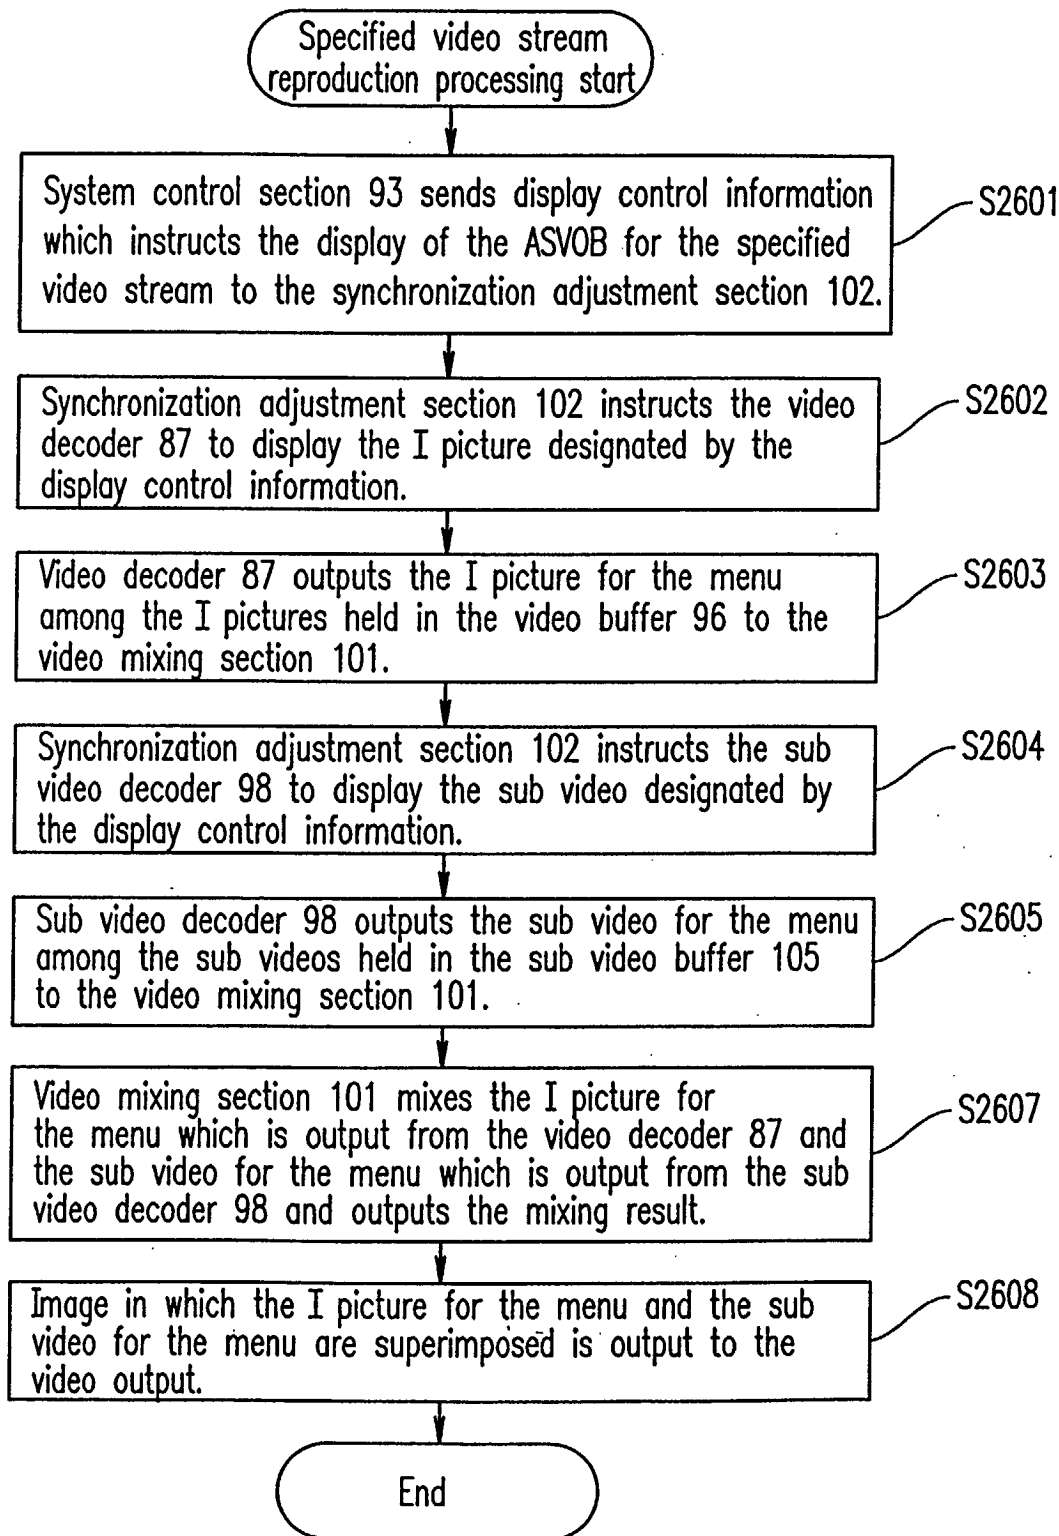 Specified video stream
reproduction processing start
System control section 93 sends display control information
which instructs the display of the ASVOB for the specified
video stream to the synchronization adjustment section 102.
S2601
Synchronization adjustment section 102 instructs the video
decoder 87 to display the I picture designated by the
display control information.
S2602
Video decoder 87 outputs the I picture for the menu
among the I pictures held in the video buffer 96 to the
video mixing section 101.
S2603
Synchronization adjustment section 102 instructs the sub
video decoder 98 to display the sub video designated by
the display control information.
S2604
Sub video decoder 98 outputs the sub video for the menu
among the sub videos held in the sub video buffer 105
to the video mixing section 101.
S2605
Video mixing section 101 mixes the I picture for
the menu which is output from the video decoder 87 and
the sub video for the menu which is output from the sub
video decoder 98 and outputs the mixing result.
S2607
Image in which the I picture for the menu and the sub
video for the menu are superimposed is output to the
video output.
S2608
End